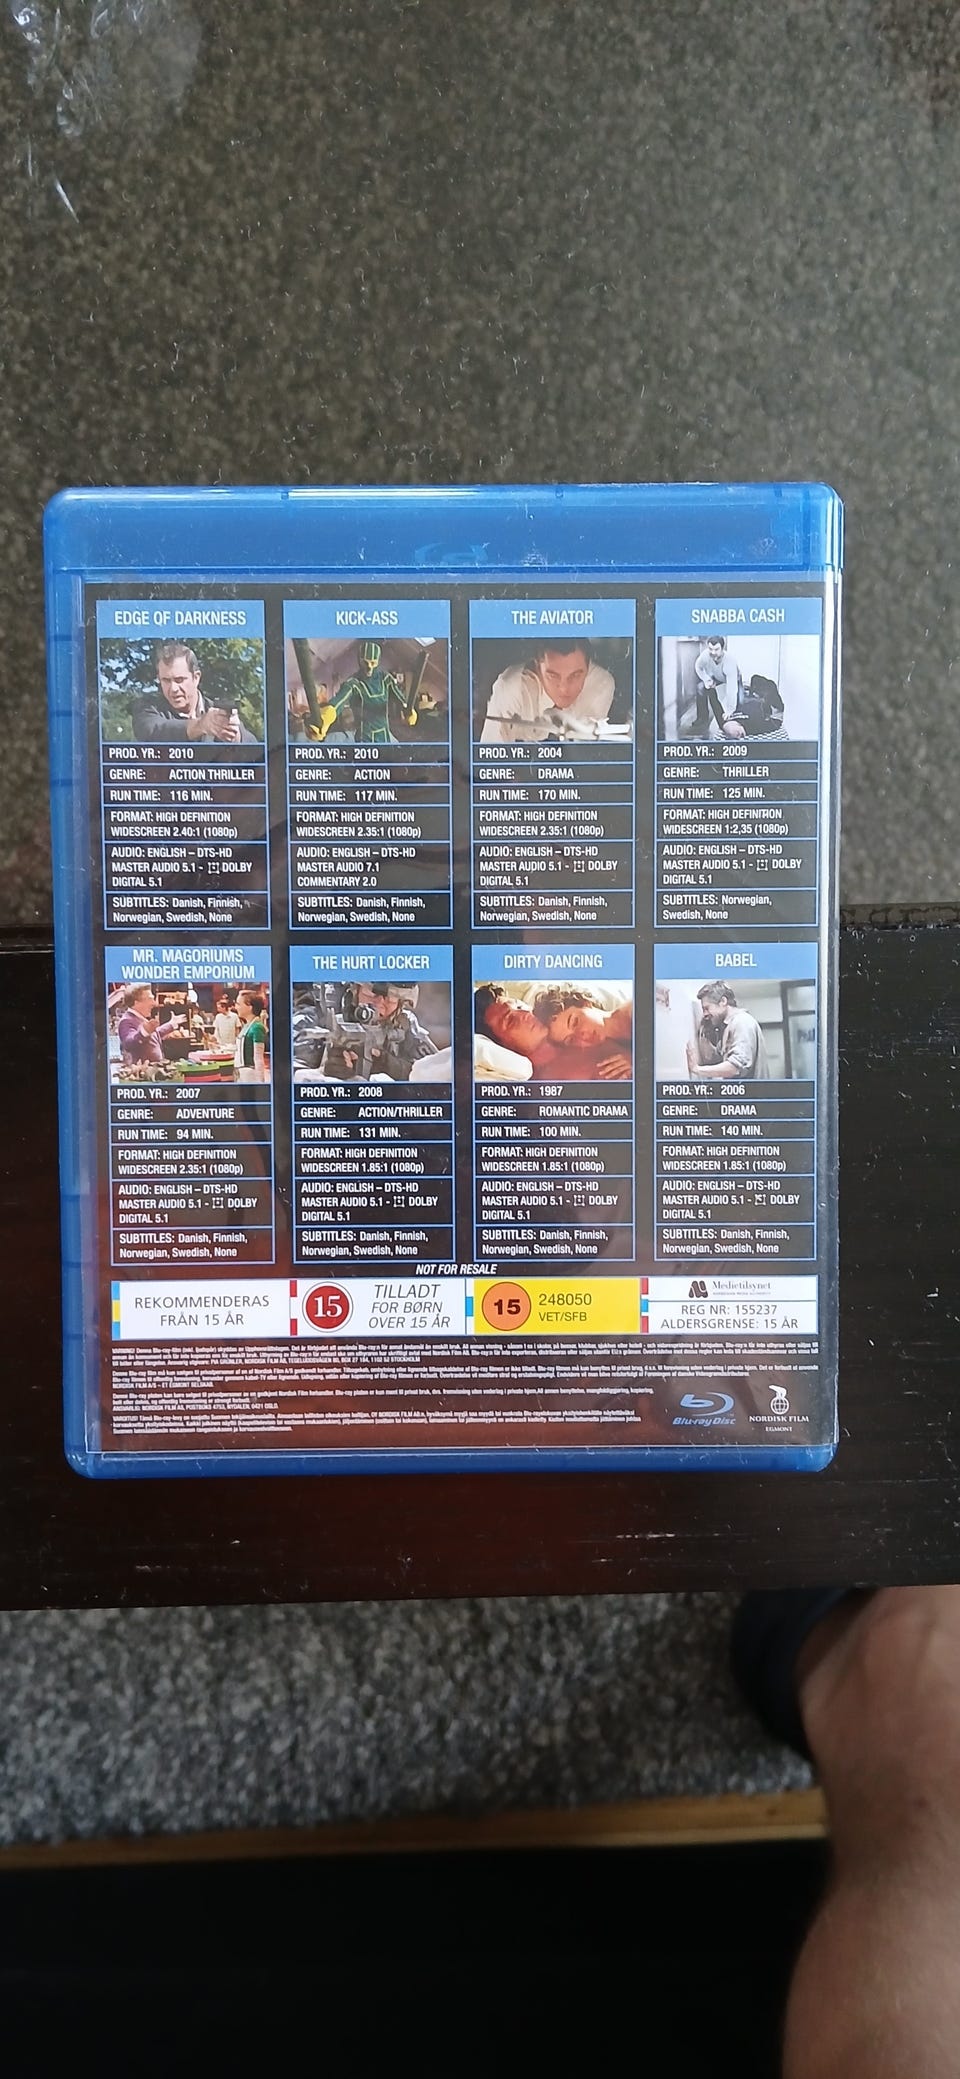 EDGE OF DARKNESS
PROD. YR.: 2010
GENRE: ACTION THRILLER
RUN TIME: 116 MIN.
FORMAT: HIGH DEFINITION
WIDESCREEN 2.40:1 (1080p)
AUDIO: ENGLISH – DTS-HD
MASTER AUDIO 5.1 - DOLBY
DIGITAL 5.1
SUBTITLES: Danish, Finnish,
Norwegian, Swedish, None
KICK-ASS
PROD. YR.: 2010
GENRE: ACTION
RUN TIME: 117 MIN.
FORMAT: HIGH DEFINITION
WIDESCREEN 2.35:1 (1080p)
AUDIO: ENGLISH – DTS-HD
MASTER AUDIO 7.1
COMMENTARY 2.0
SUBTITLES: Danish, Finnish,
Norwegian, Swedish, None
THE AVIATOR
PROD. YR.: 2004
GENRE: DRAMA
RUN TIME: 170 MIN.
FORMAT: HIGH DEFINITION
WIDESCREEN 2.35:1 (1080p)
AUDIO: ENGLISH – DTS-HD
MASTER AUDIO 5.1 - DOLBY
DIGITAL 5.1
SUBTITLES: Danish, Finnish,
Norwegian, Swedish, None
SNABBA CASH
PROD. YR.: 2009
GENRE: THRILLER
RUN TIME: 125 MIN.
FORMAT: HIGH DEFINITION
WIDESCREEN 1:2,35 (1080p)
AUDIO: ENGLISH – DTS-HD
MASTER AUDIO 5.1 - DOLBY
DIGITAL 5.1
SUBTITLES: Norwegian,
Swedish, None
MR. MAGORIUMS
WONDER EMPORIUM
PROD. YR.: 2007
GENRE: ADVENTURE
RUN TIME: 94 MIN.
FORMAT: HIGH DEFINITION
WIDESCREEN 2.35:1 (1080p)
AUDIO: ENGLISH – DTS-HD
MASTER AUDIO 5.1 - DOLBY
DIGITAL 5.1
SUBTITLES: Danish, Finnish,
Norwegian, Swedish, None
THE HURT LOCKER
PROD. YR.: 2008
GENRE: ACTION/THRILLER
RUN TIME: 131 MIN.
FORMAT: HIGH DEFINITION
WIDESCREEN 1.85:1 (1080p)
AUDIO: ENGLISH – DTS-HD
MASTER AUDIO 5.1 - DOLBY
DIGITAL 5.1
SUBTITLES: Danish, Finnish,
Norwegian, Swedish, None
DIRTY DANCING
PROD. YR.: 1987
GENRE: ROMANTIC DRAMA
RUN TIME: 100 MIN.
FORMAT: HIGH DEFINITION
WIDESCREEN 1.85:1 (1080p)
AUDIO: ENGLISH – DTS-HD
MASTER AUDIO 5.1 - DOLBY
DIGITAL 5.1
SUBTITLES: Danish, Finnish,
Norwegian, Swedish, None
BABEL
PROD. YR.: 2006
GENRE: DRAMA
RUN TIME: 140 MIN.
FORMAT: HIGH DEFINITION
WIDESCREEN 1.85:1 (1080p)
AUDIO: ENGLISH – DTS-HD
MASTER AUDIO 5.1 - DOLBY
DIGITAL 5.1
SUBTITLES: Danish, Finnish,
Norwegian, Swedish, None
NOT FOR RESALE
REKOMMENDERAS
FRÅN 15 ÅR
15
TILLADT
FOR BØRN
OVER 15 ÅR
15
248050
VET/SFB
Medietilsynet
NORWEGIAN MEDIA AUTHORITY
REG NR: 155237
ALDERSGRENSE: 15 ÅR
Blu-ray Disc
NORDISK FILM
EGMONT